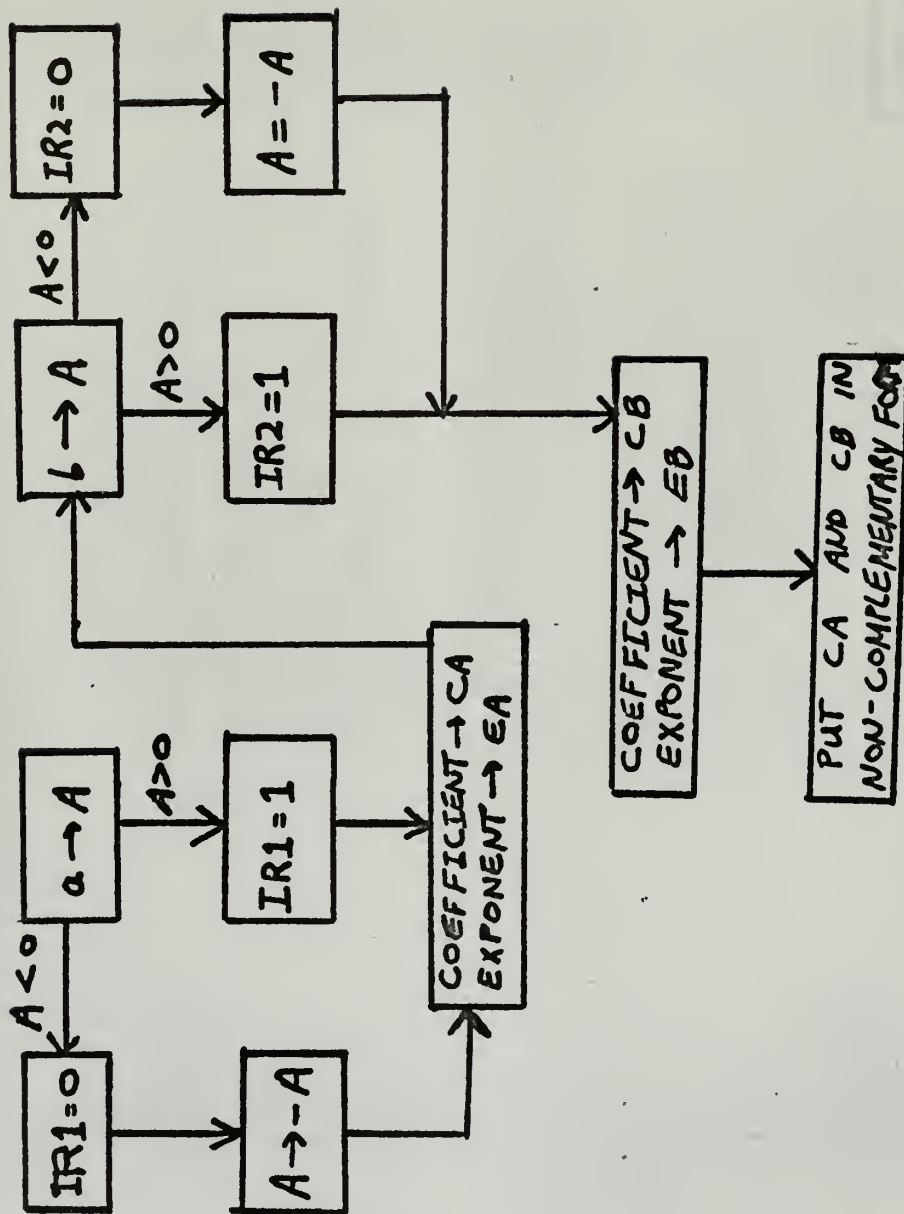 a → A
A < 0
IR1=0
A → -A
A>0
IR1=1
COEFFICIENT → CA
EXPONENT → EA
b → A
A<0
IR2=0
A=-A
A>0
IR2=1
COEFFICIENT → CB
EXPONENT → EB
PUT CA AND CB IN
NON-COMPLEMENTARY FORM